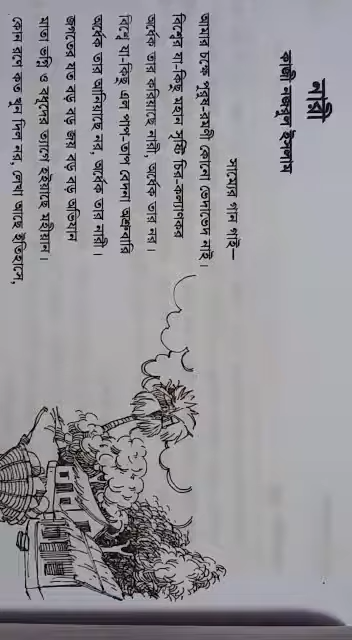 নারী
কাজী নজরুল ইসলাম
সাম্যের গান গাই—
আমার চক্ষে পুরুষ-রমণী কোনো ভেদাভেদ নাই।
বিশ্বের যা-কিছু মহান সৃষ্টি চির-কল্যাণকর
অর্ধেক তার করিয়াছে নারী, অর্ধেক তার নর।
বিশ্বে যা-কিছু এল পাপ-তাপ বেদনা অশ্রুবারি
অর্ধেক তার আনিয়াছে নর, অর্ধেক তার নারী।
জগতের যত বড় বড় জয় বড় বড় অভিযান
মাতা ভগ্নি ও বধূদের ত্যাগে হইয়াছে মহীয়ান।
কোন রণে কত খুন দিল নর, লেখা আছে ইতিহাসে,